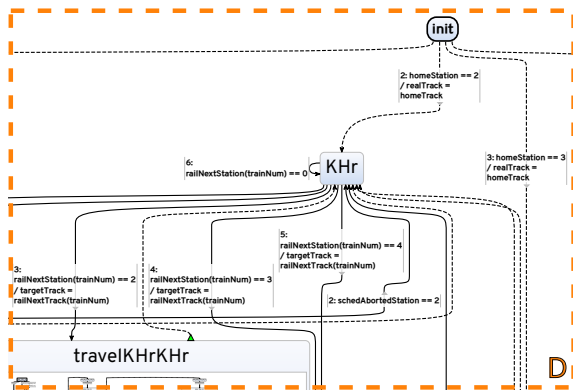 init
2: homeStation == 2
/ realTrack =
homeTrack
3: homeStation == 3
/ realTrack =
homeTrack
6:
railNextStation(trainNum) == 0
KHr
5:
railNextStation(trainNum) == 4
/ targetTrack =
railNextTrack(trainNum)
3:
railNextStation(trainNum) == 2
/ targetTrack =
railNextTrack(trainNum)
4:
railNextStation(trainNum) == 3
/ targetTrack =
railNextTrack(trainNum)
2: schedAbortedStation == 2
travelKHrKHr
D